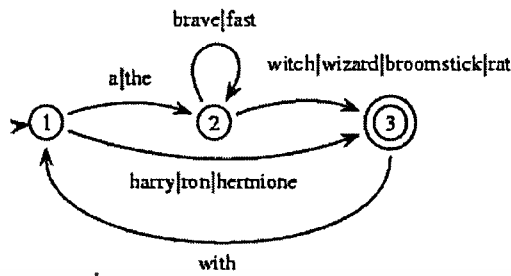 brave|fast
witch|wizard|broomstick|rat
a|the
1
2
3
harry|ron|hermione
with